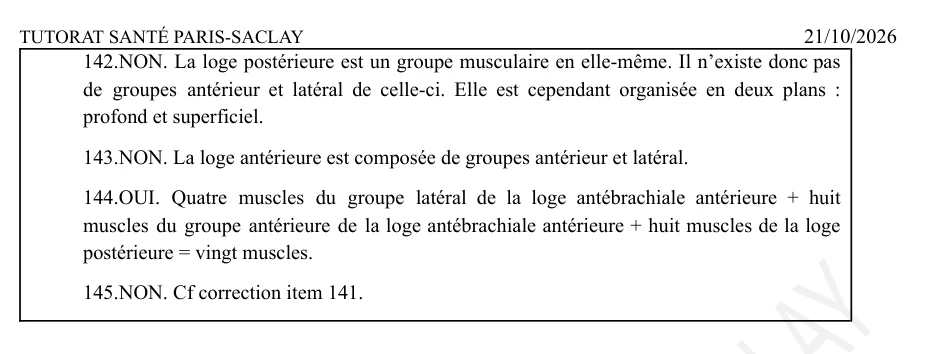 TUTORAT SANTÉ PARIS-SACLAY 21/10/2026
142.NON. La loge postérieure est un groupe musculaire en elle-même. Il n’existe donc pas
de groupes antérieur et latéral de celle-ci. Elle est cependant organisée en deux plans :
profond et superficiel.
143.NON. La loge antérieure est composée de groupes antérieur et latéral.
144.OUI. Quatre muscles du groupe latéral de la loge antébrachiale antérieure + huit
muscles du groupe antérieure de la loge antébrachiale antérieure + huit muscles de la loge
postérieure = vingt muscles.
145.NON. Cf correction item 141.